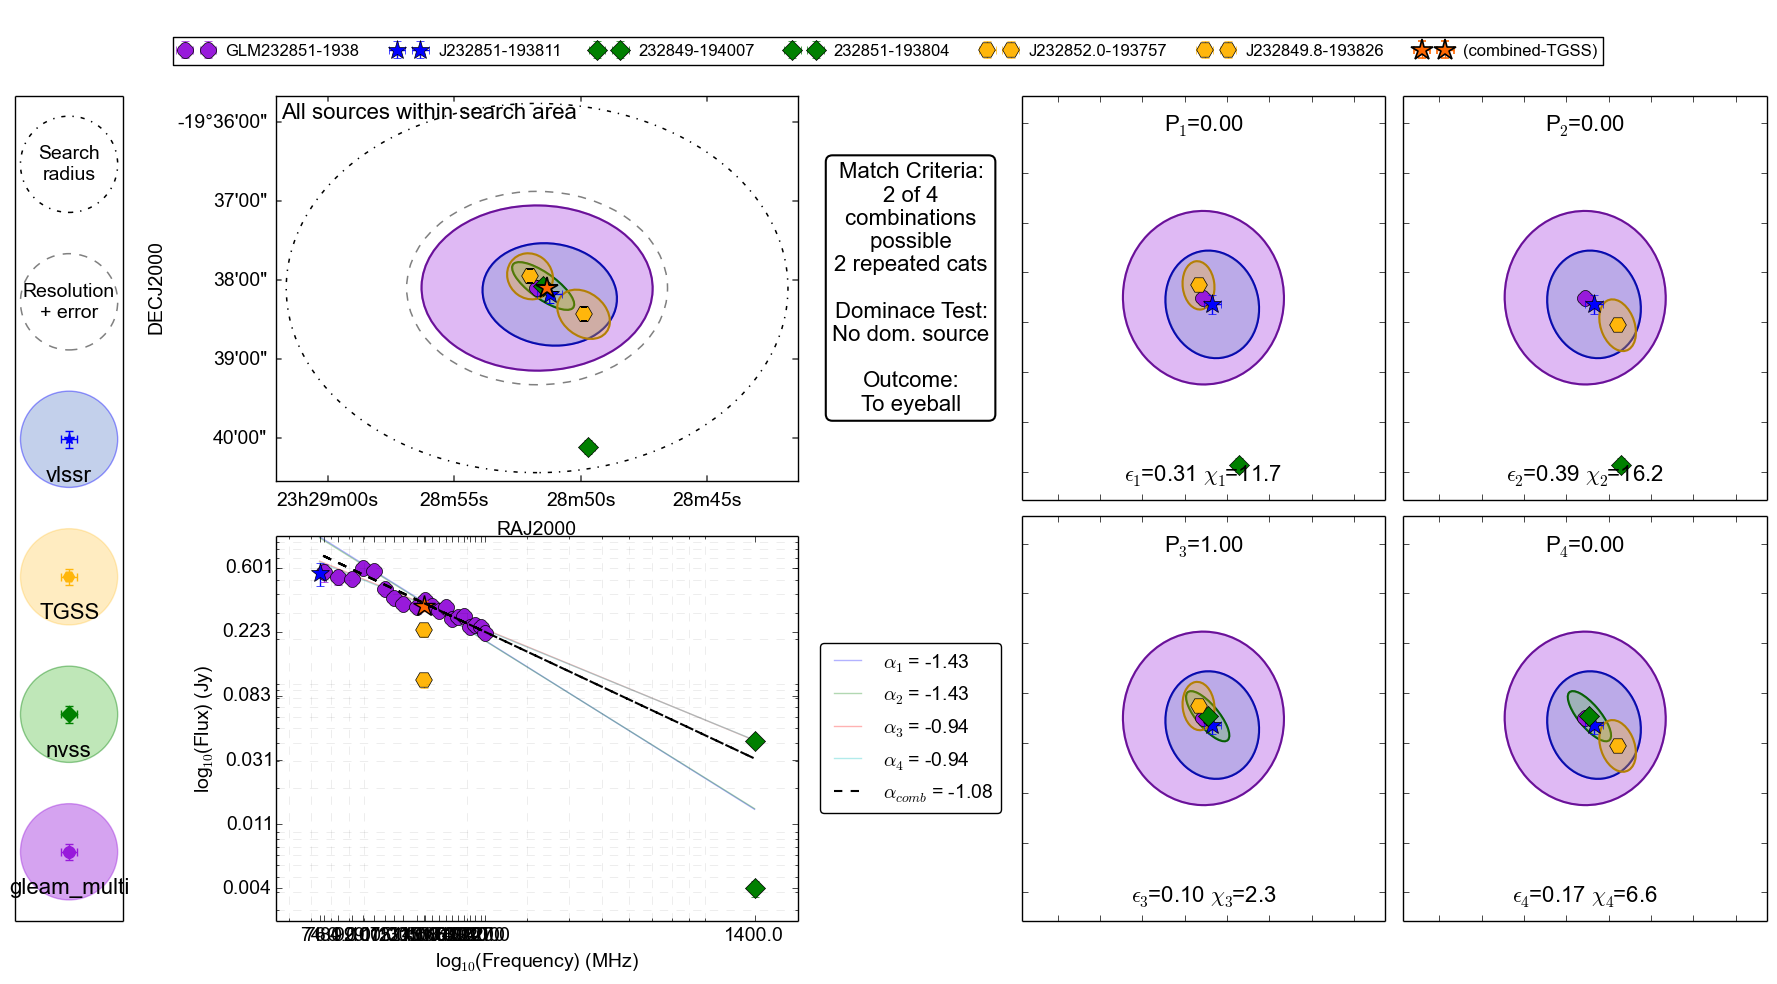 GLM232851-1938 J232851-193811 232849-194007 232851-193804 J232852.0-193757 J232849.8-193826 (combined-TGSS)
Search
radius
Resolution
+ error
vlssr
TGSS
nvss
gleam_multi
All sources within search area
DECJ2000
-19°36'00"
37'00"
38'00"
39'00"
40'00"
23h29m00s 28m55s 28m50s 28m45s
RAJ2000
log10(Flux) (Jy)
0.601
0.223
0.083
0.031
0.011
0.004
1400.0
log10(Frequency) (MHz)
Match Criteria:
2 of 4
combinations
possible
2 repeated cats
Dominace Test:
No dom. source
Outcome:
To eyeball
α1 = -1.43
α2 = -1.43
α3 = -0.94
α4 = -0.94
αcomb = -1.08
P1=0.00
ϵ1=0.31 χ1=11.7
P2=0.00
ϵ2=0.39 χ2=16.2
P3=1.00
ϵ3=0.10 χ3=2.3
P4=0.00
ϵ4=0.17 χ4=6.6